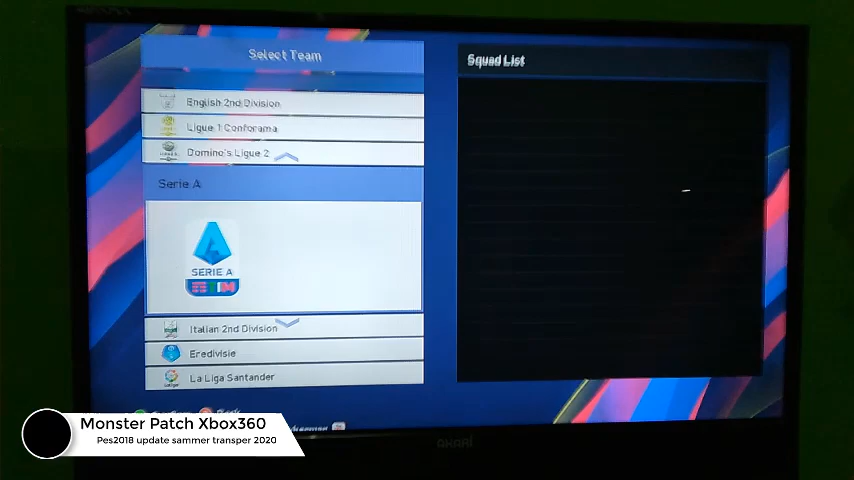 Select Team
Squad List
English 2nd Division
Ligue 1 Conforama
Domino's Ligue 2
Serie A
SERIE A
TIM
Italian 2nd Division
Eredivisie
La Liga Santander
Monster Patch Xbox360
Pes2018 update sammer transper 2020